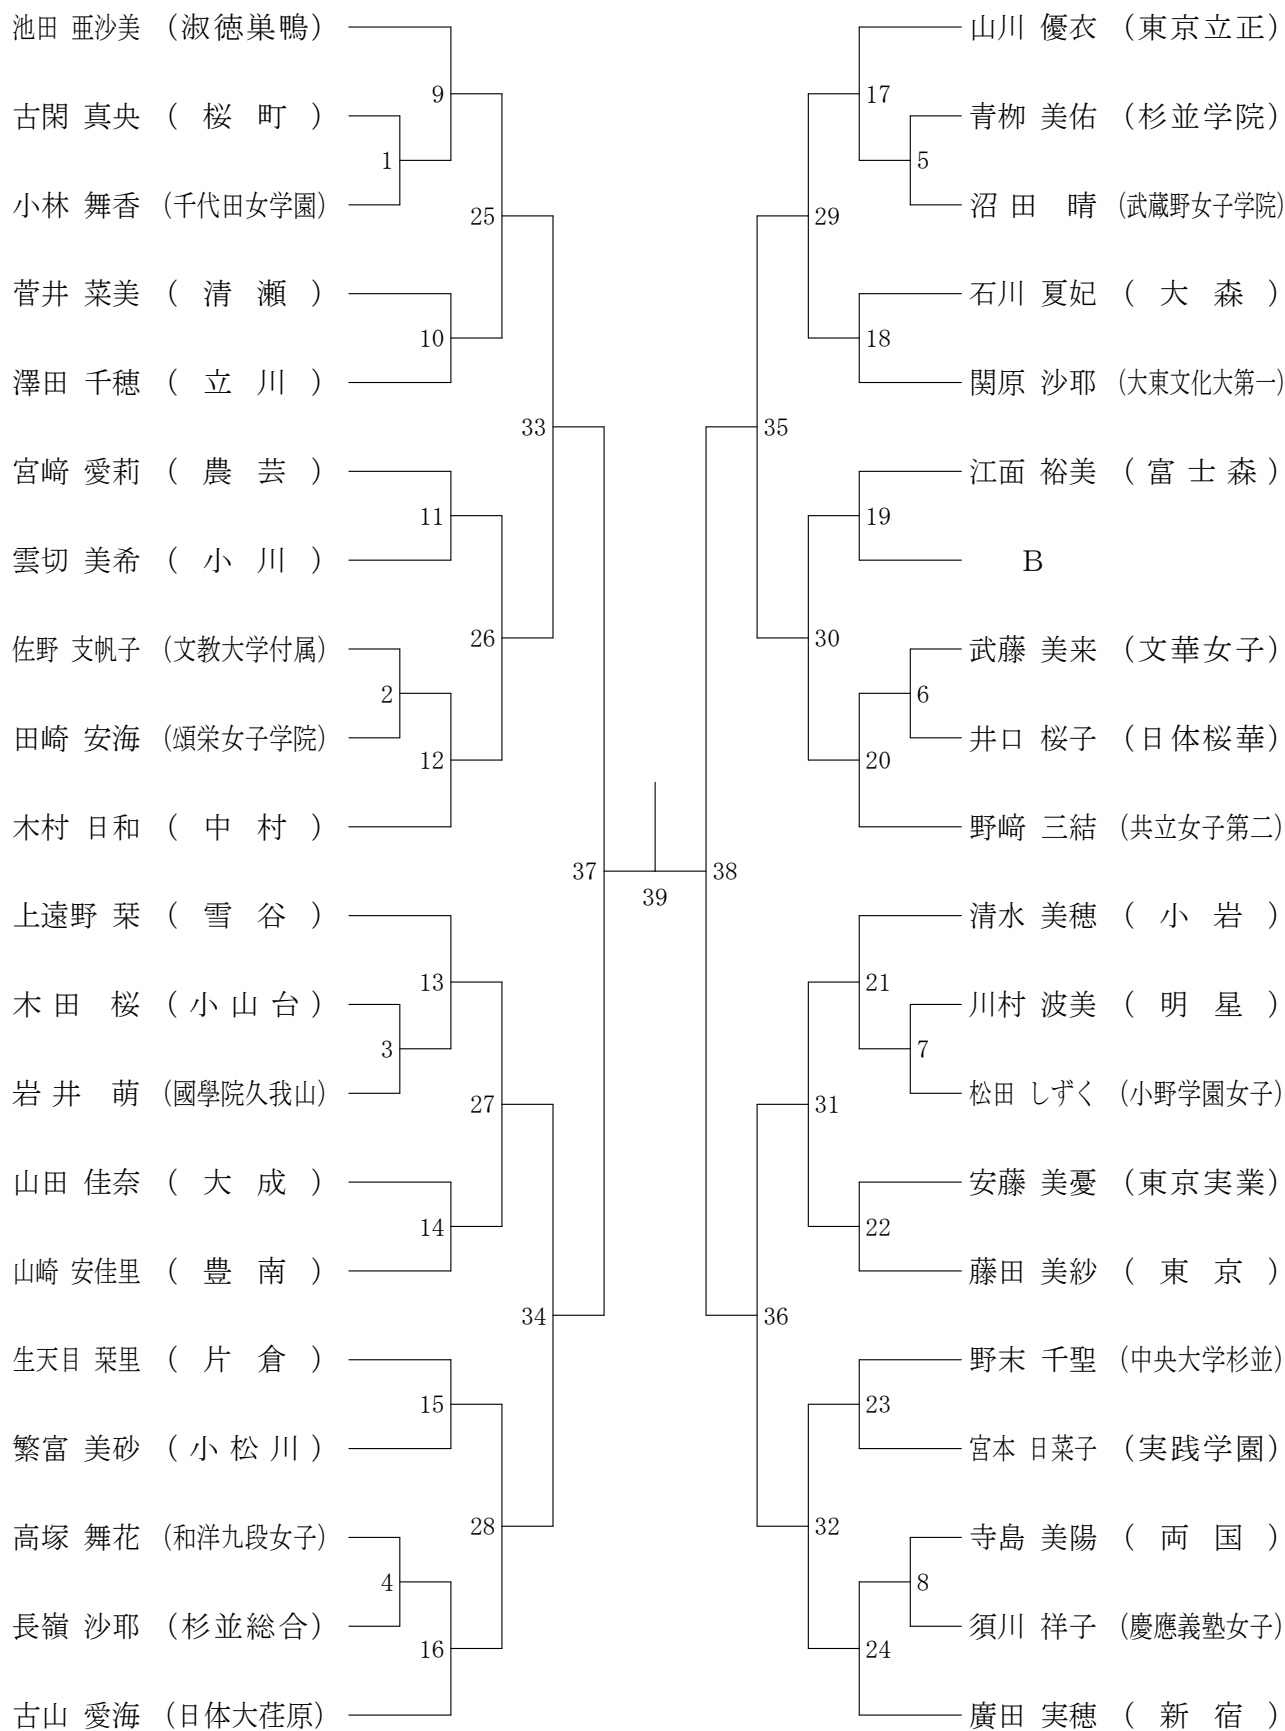 池田 亜沙美 （淑徳巣鴨）
9
古閑 真央 （ 桜 町 ）
1
小林 舞香 （千代田女学園）
25
菅井 菜美 （ 清 瀬 ）
10
澤田 千穂 （ 立 川 ）
33
宮﨑 愛莉 （ 農 芸 ）
11
雲切 美希 （ 小 川 ）
26
佐野 支帆子 （文教大学付属）
2
田崎 安海 （頌栄女子学院）
12
木村 日和 （ 中 村 ）
37
上遠野 栞 （ 雪 谷 ）
13
木 田 桜 （ 小 山 台 ）
3
岩 井 萌 （國學院久我山）
27
山田 佳奈 （ 大 成 ）
14
山崎 安佳里 （ 豊 南 ）
34
生天目 栞里 （ 片 倉 ）
15
繁富 美砂 （ 小 松 川 ）
28
高塚 舞花 （和洋九段女子）
4
長嶺 沙耶 （杉並総合）
16
古山 愛海 （日体大荏原）
39
山川 優衣 （東京立正）
17
青栁 美佑 （杉並学院）
5
沼 田 晴 （武蔵野女子学院）
29
石川 夏妃 （ 大 森 ）
18
関原 沙耶 （大東文化大第一）
35
江面 裕美 （ 富 士 森 ）
19
B
30
武藤 美来 （文華女子）
6
井口 桜子 （日体桜華）
20
野﨑 三結 （共立女子第二）
38
清水 美穂 （ 小 岩 ）
21
川村 波美 （ 明 星 ）
7
松田 しずく （小野学園女子）
31
安藤 美憂 （東京実業）
22
藤田 美紗 （ 東 京 ）
36
野末 千聖 （中央大学杉並）
23
宮本 日菜子 （実践学園）
32
寺島 美陽 （ 両 国 ）
8
須川 祥子 （慶應義塾女子）
24
廣田 実穂 （ 新 宿 ）